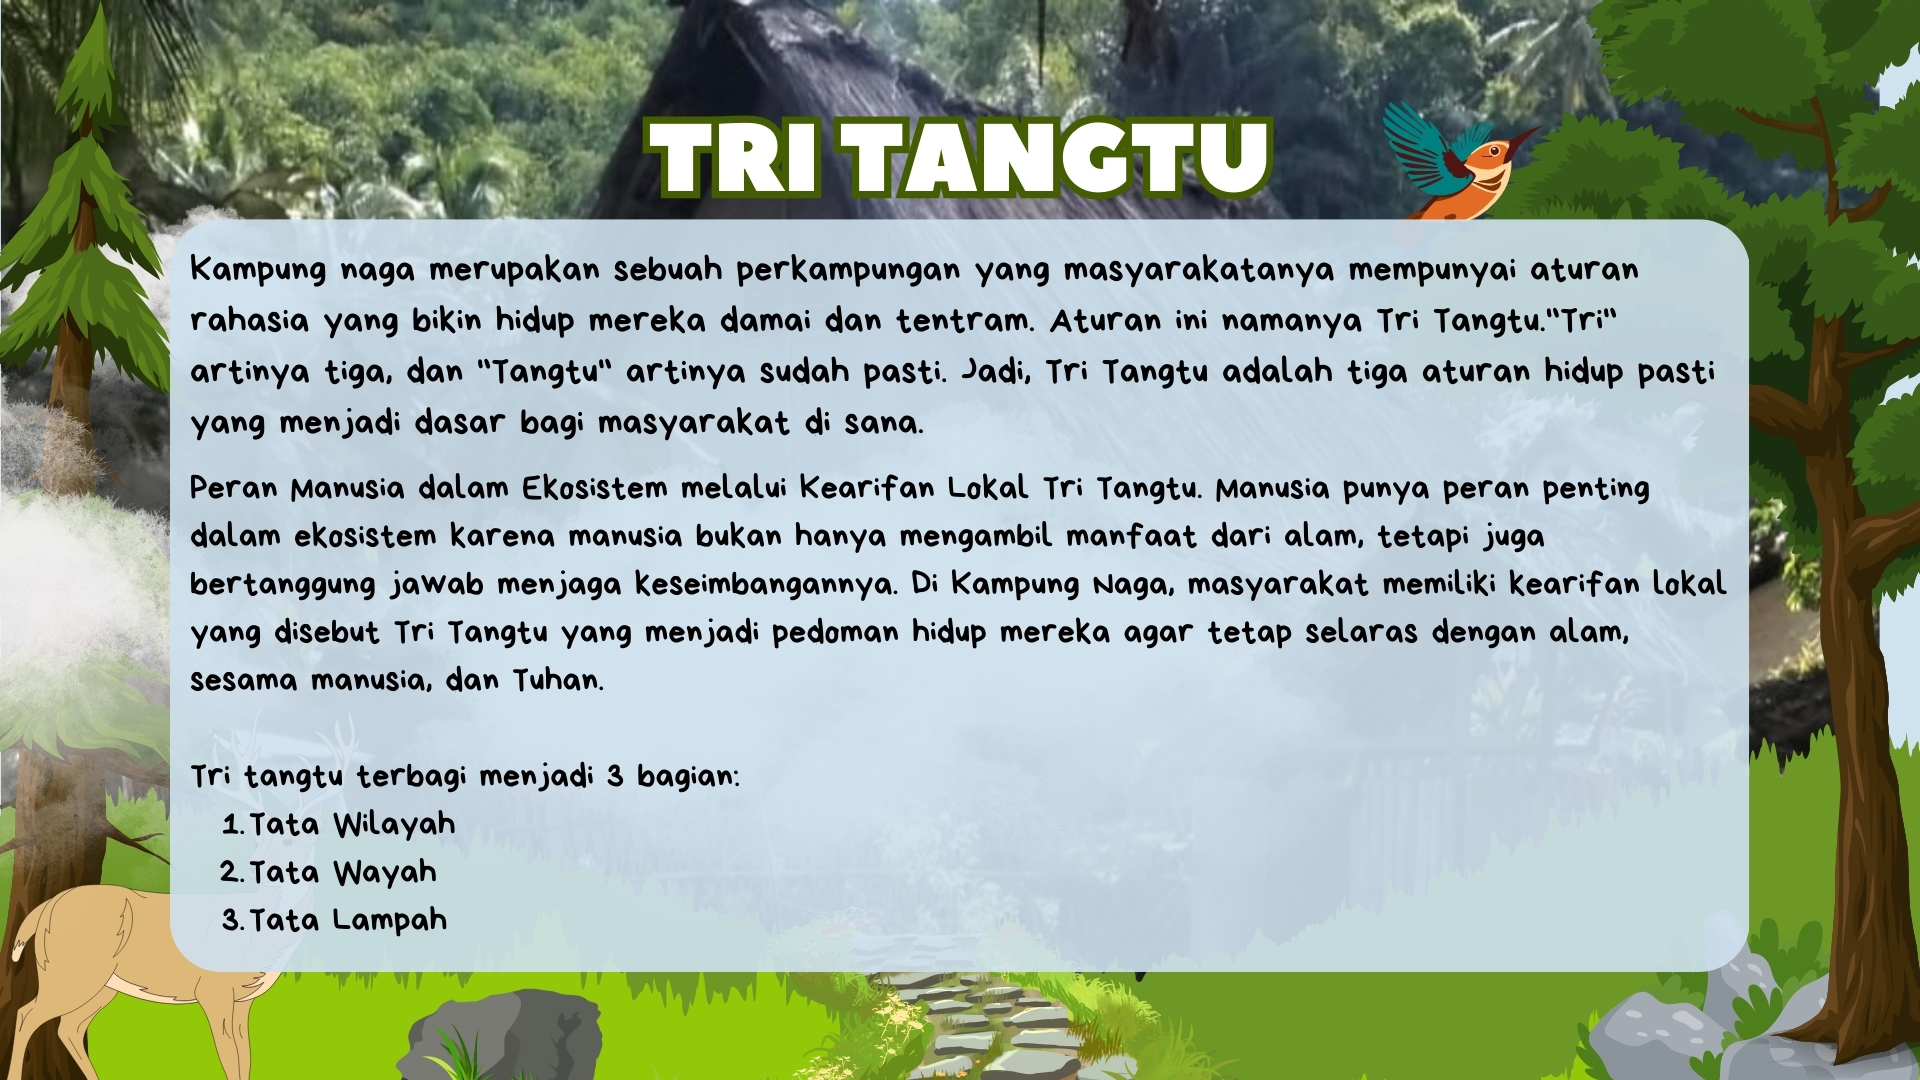 TRI TANGTU
Kampung naga merupakan sebuah perkampungan yang masyarakatanya mempunyai aturan
rahasia yang bikin hidup mereka damai dan tentram. Aturan ini namanya Tri Tangtu."Tri"
artinya tiga, dan "Tangtu" artinya sudah pasti. Jadi, Tri Tangtu adalah tiga aturan hidup pasti
yang menjadi dasar bagi masyarakat di sana.
Peran Manusia dalam Ekosistem melalui Kearifan Lokal Tri Tangtu. Manusia punya peran penting
dalam ekosistem karena manusia bukan hanya mengambil manfaat dari alam, tetapi juga
bertanggung jawab menjaga keseimbangannya. Di Kampung Naga, masyarakat memiliki kearifan lokal
yang disebut Tri Tangtu yang menjadi pedoman hidup mereka agar tetap selaras dengan alam,
sesama manusia, dan Tuhan.
Tri tangtu terbagi menjadi 3 bagian:
1. Tata Wilayah
2. Tata Wayah
3. Tata Lampah